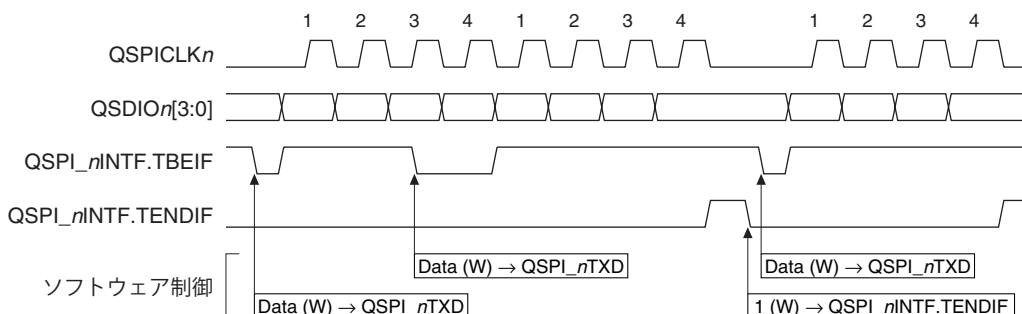 1 2 3 4 1 2 3 4 1 2 3 4
QSPICLKn
QSDIOn[3:0]
QSPI_nINTF.TBEIF
QSPI_nINTF.TENDIF
ソフトウェア制御
Data (W) → QSPI_nTXD
Data (W) → QSPI_nTXD
Data (W) → QSPI_nTXD
1 (W) → QSPI_nINTF.TENDIF